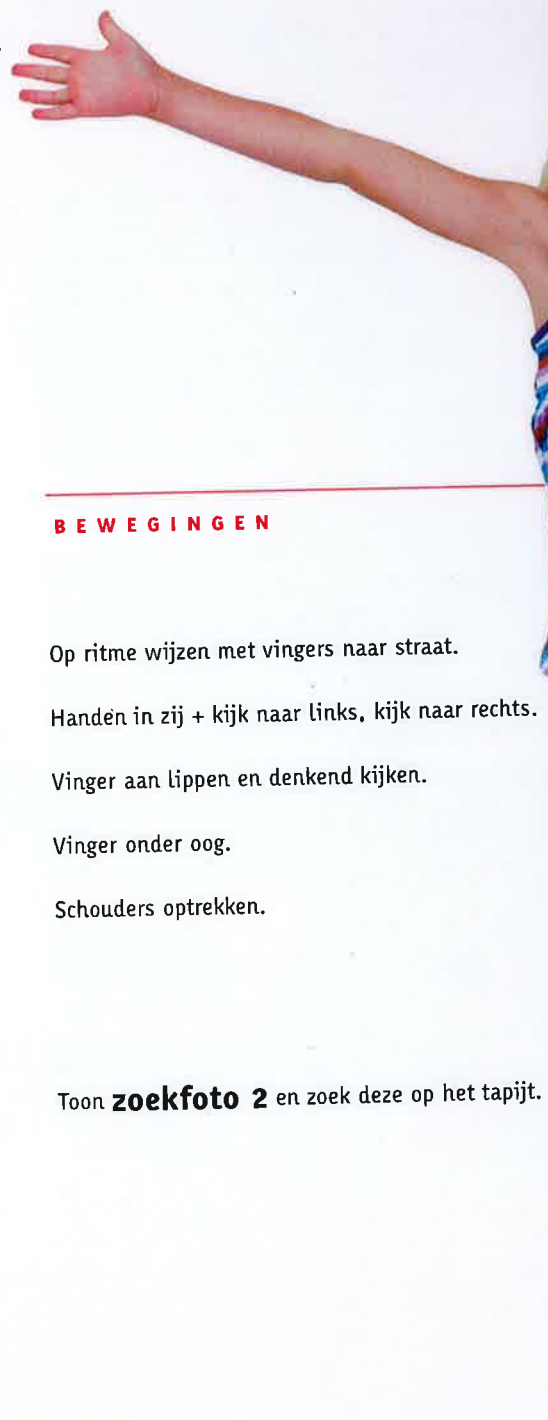 BEWEGINGEN
Op ritme wijzen met vingers naar straat.
Handen in zij + kijk naar links, kijk naar rechts.
Vinger aan lippen en denkend kijken.
Vinger onder oog.
Schouders optrekken.
Toon zoekfoto 2 en zoek deze op het tapijt.